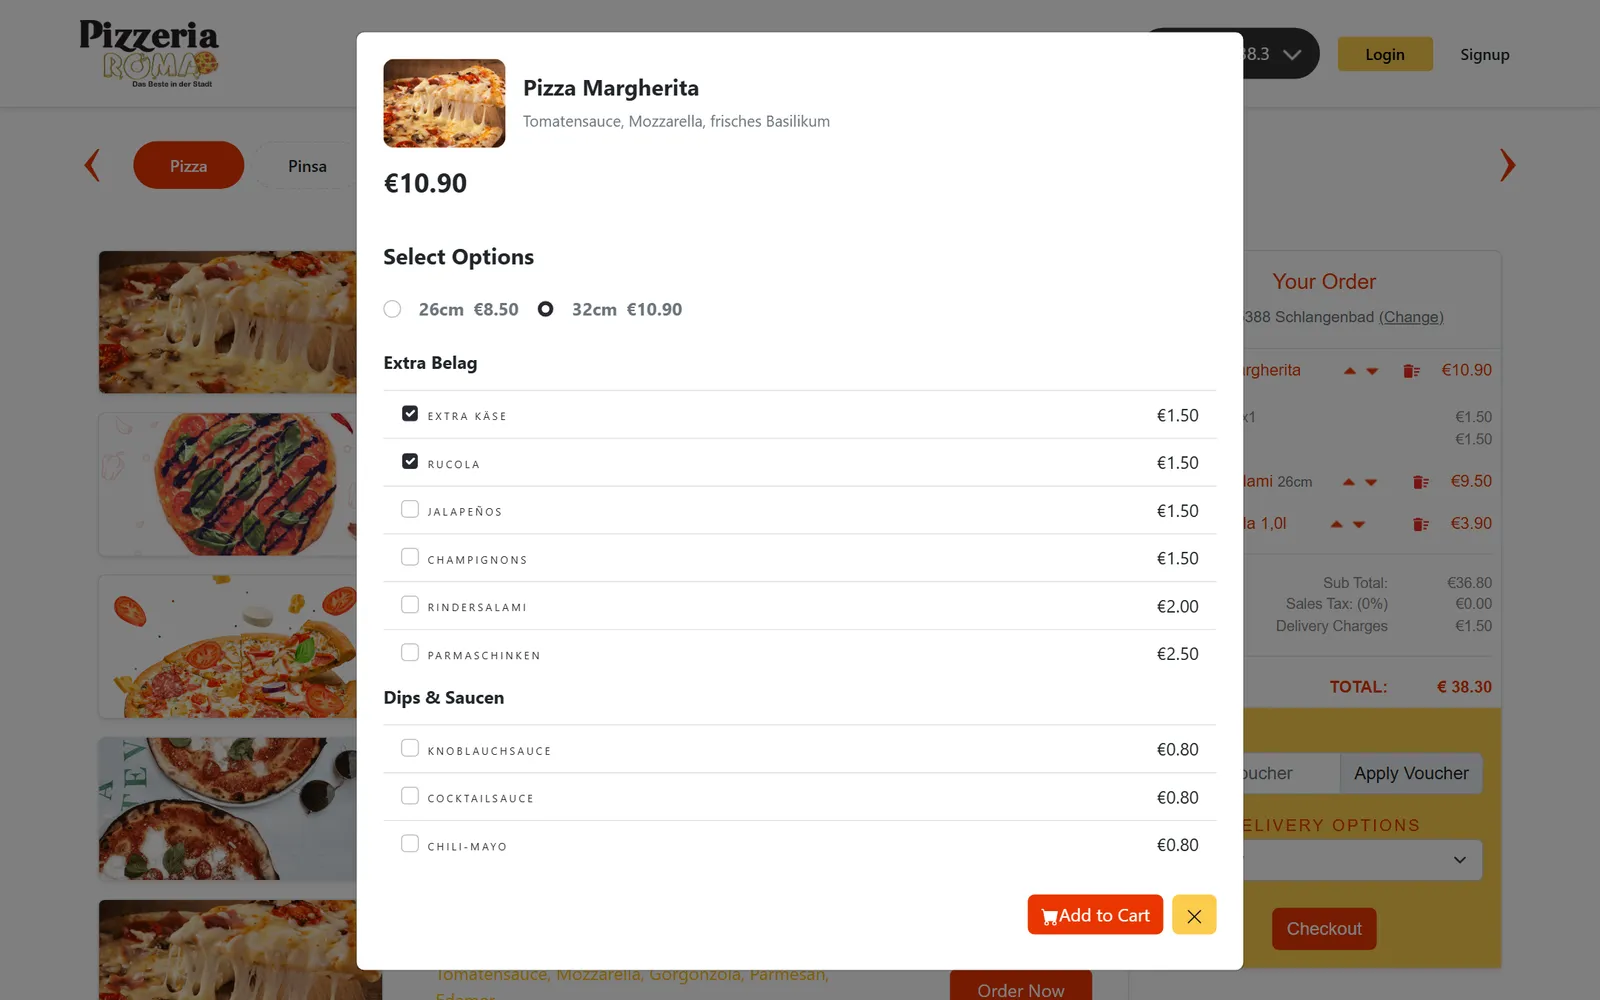 Pizzeria
ROMA
Das Beste in der Stadt
38.3
Login
Signup
Pizza
Pinsa
Pizza Margherita
Tomatensauce, Mozzarella, frisches Basilikum
€10.90
Select Options
26cm €8.50
32cm €10.90
Extra Belag
EXTRA KÄSE €1.50
RUCOLA €1.50
JALAPEÑOS €1.50
CHAMPIGNONS €1.50
RINDERSALAMI €2.00
PARMASCHINKEN €2.50
Dips & Saucen
KNOBLAUCHSAUCE €0.80
COCKTAILSAUCE €0.80
CHILI-MAYO €0.80
Add to Cart
Your Order
388 Schlangenbad (Change)
rgherita €10.90
x1 €1.50
€1.50
lami 26cm €9.50
la 1,0l €3.90
Sub Total: €36.80
Sales Tax: (0%) €0.00
Delivery Charges €1.50
TOTAL: € 38.30
oucher Apply Voucher
ELIVERY OPTIONS
Checkout
Tomatensauce, Mozzarella, Gorgonzola, Parmesan,
Order Now